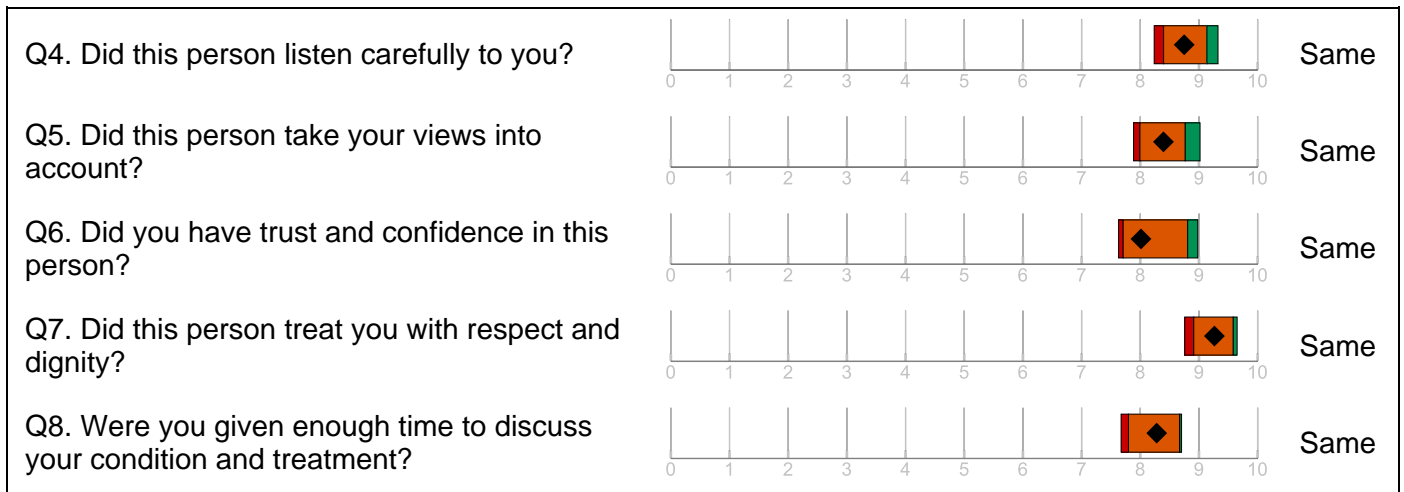 Q4. Did this person listen carefully to you?
0 1 2 3 4 5 6 7 8 9 10
Same
Q5. Did this person take your views into
account?
0 1 2 3 4 5 6 7 8 9 10
Same
Q6. Did you have trust and confidence in this
person?
0 1 2 3 4 5 6 7 8 9 10
Same
Q7. Did this person treat you with respect and
dignity?
0 1 2 3 4 5 6 7 8 9 10
Same
Q8. Were you given enough time to discuss
your condition and treatment?
0 1 2 3 4 5 6 7 8 9 10
Same